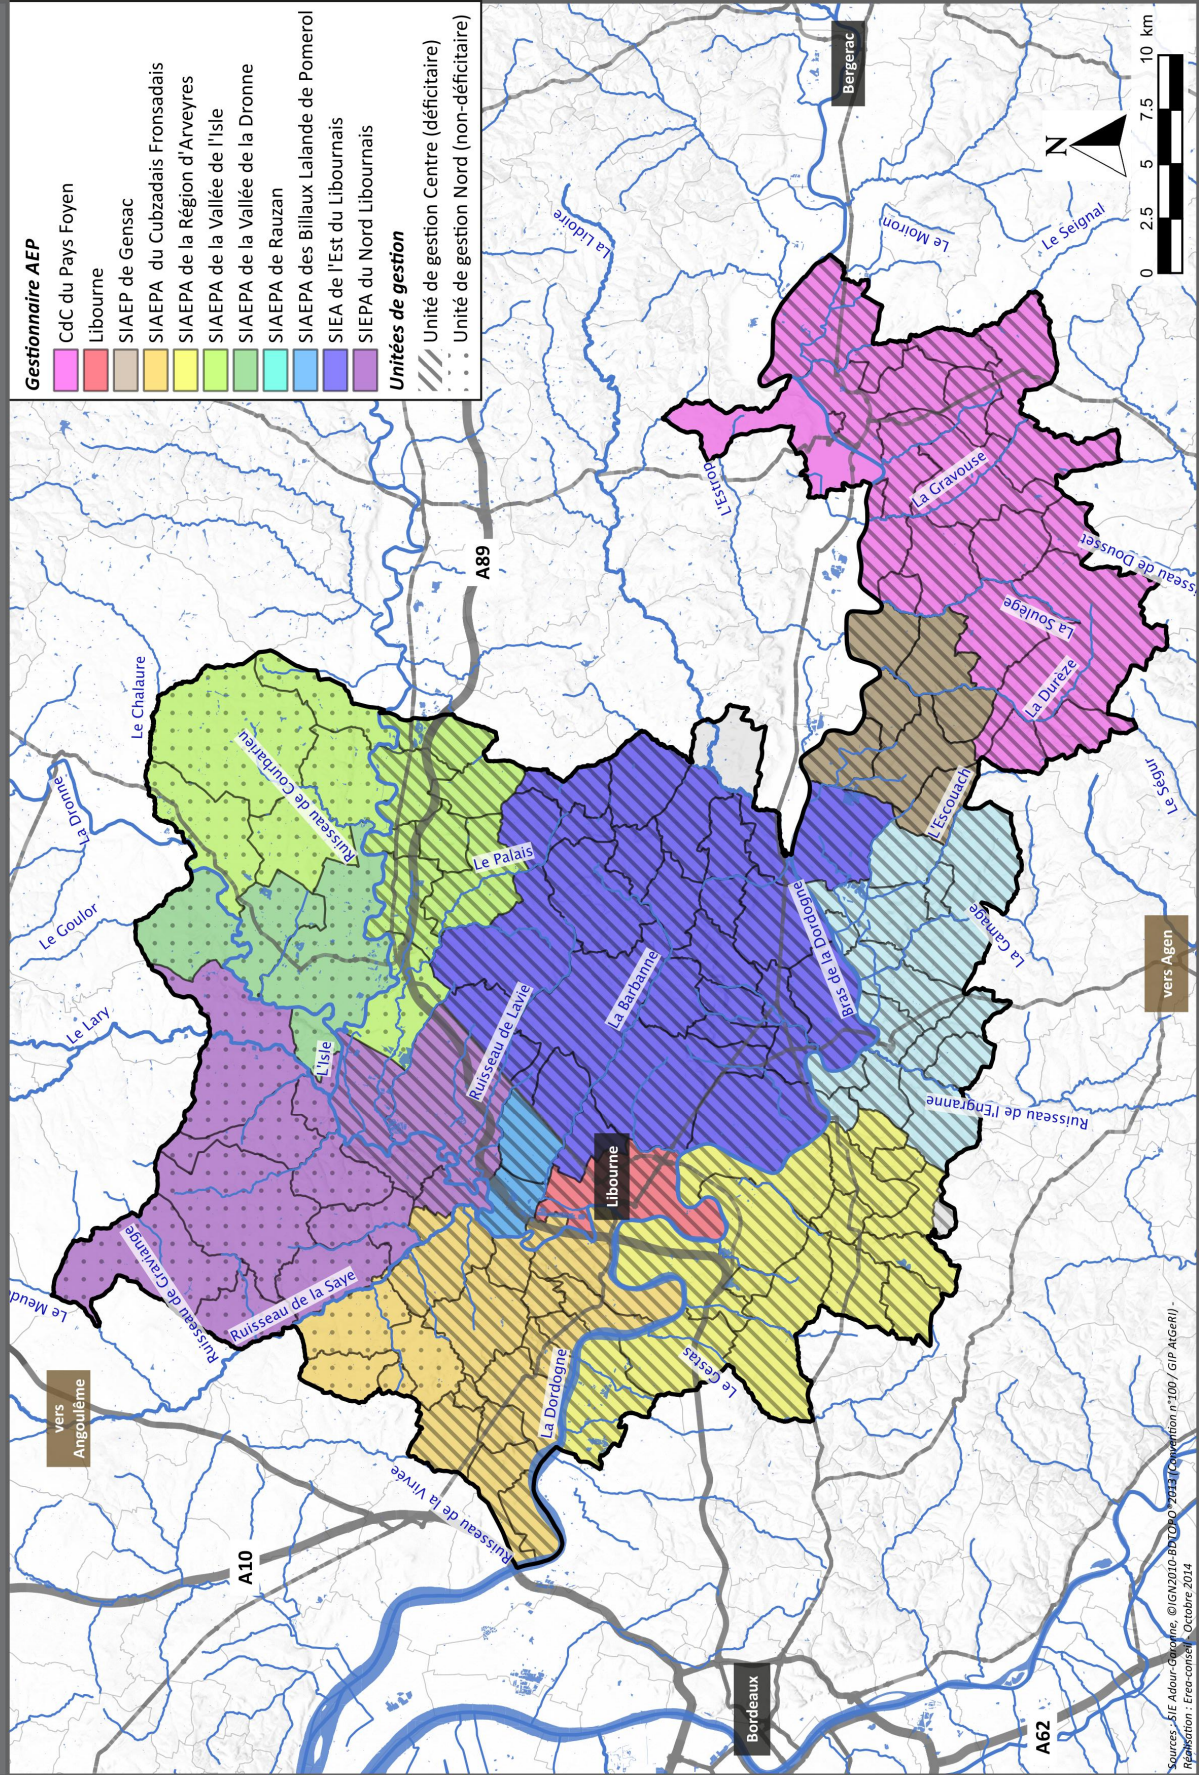 Gestionnaire AEP
CdC du Pays Foyen
Libourne
SIAEP de Gensac
SIAEPA du Cubzadais Fronsadais
SIAEPA de la Région d'Arveyres
SIAEPA de la Vallée de l'Isle
SIAEPA de la Vallée de la Dronne
SIAEPA de Rauzan
SIAEPA des Billaux Lalande de Pomerol
SIEA de l'Est du Libournais
SIEPA du Nord Libournais
Unitées de gestion
Unité de gestion Centre (déficitaire)
Unité de gestion Nord (non-déficitaire)
vers
Angoulême
Le Meud
Ruisseau de Graviange
Ruisseau de la Saye
Le Lary
Le Goulor
La Dronne
Le Chalaure
Ruisseau de Courbarieu
A10
Ruisseau de la Virvée
L'Isle
Le Palais
A89
Ruisseau de Lavie
La Barbanne
La Lidoire
L'Estrop
Libourne
La Dordogne
Le Gestas
Bras de la Dordogne
Bergerac
Le Moiron
Le Seignal
La Gravouse
isseau de Dousset
La Soulège
La Durèze
L'Escouach
La Gamage
Ruisseau de l'Engranne
Le Ségur
Bordeaux
A62
vers Agen
N
0 2.5 5 7.5 10 km
Sources : SIE Adour-Garonne, ©IGN2010-BDTOPO®2013 (Convention n°100 / GIP AtGeRI) -
Réalisation : Erea-conseil - Octobre 2014